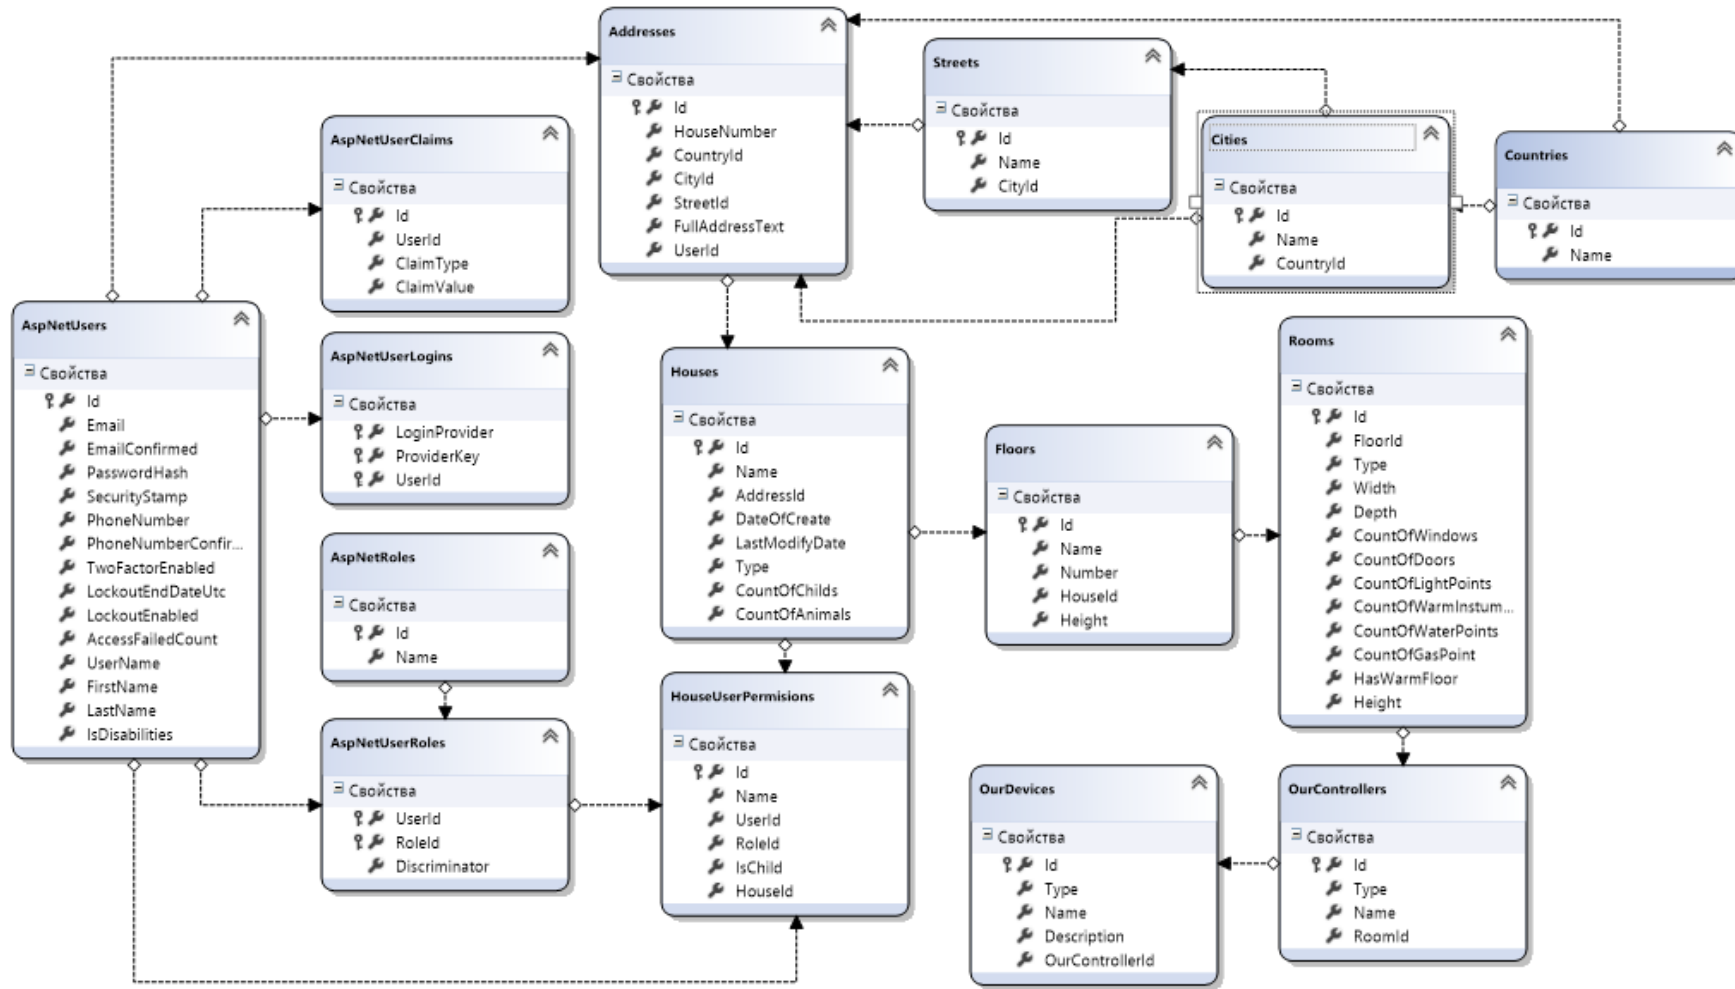 Addresses
Свойства
Id
HouseNumber
CountryId
CityId
StreetId
FullAddressText
UserId
Streets
Свойства
Id
Name
CityId
Cities
Свойства
Id
Name
CountryId
Countries
Свойства
Id
Name
AspNetUserClaims
Свойства
Id
UserId
ClaimType
ClaimValue
AspNetUsers
Свойства
Id
Email
EmailConfirmed
PasswordHash
SecurityStamp
PhoneNumber
PhoneNumberConfir...
TwoFactorEnabled
LockoutEndDateUtc
LockoutEnabled
AccessFailedCount
UserName
FirstName
LastName
IsDisabilities
AspNetUserLogins
Свойства
LoginProvider
ProviderKey
UserId
AspNetRoles
Свойства
Id
Name
AspNetUserRoles
Свойства
UserId
RoleId
Discriminator
Houses
Свойства
Id
Name
AddressId
DateOfCreate
LastModifyDate
Type
CountOfChilds
CountOfAnimals
HouseUserPermisions
Свойства
Id
Name
UserId
RoleId
IsChild
HouseId
Floors
Свойства
Id
Name
Number
HouseId
Height
Rooms
Свойства
Id
FloorId
Type
Width
Depth
CountOfWindows
CountOfDoors
CountOfLightPoints
CountOfWarmInstum...
CountOfWaterPoints
CountOfGasPoint
HasWarmFloor
Height
OurDevices
Свойства
Id
Type
Name
Description
OurControllerId
OurControllers
Свойства
Id
Type
Name
RoomId